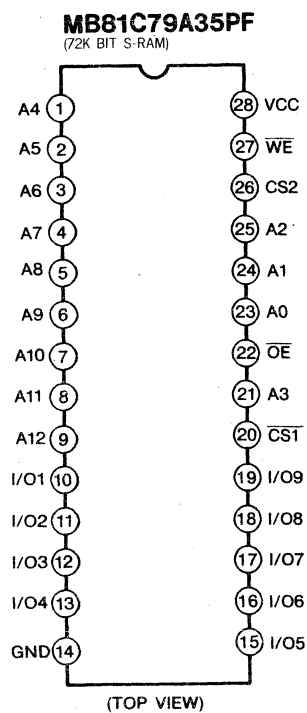 MB81C79A35PF
(72K BIT S-RAM)
A4 1 28 VCC
A5 2 27 W̅E̅
A6 3 26 CS2
A7 4 25 A2
A8 5 24 A1
A9 6 23 A0
A10 7 22 O̅E̅
A11 8 21 A3
A12 9 20 C̅S̅1̅
I/O1 10 19 I/O9
I/O2 11 18 I/O8
I/O3 12 17 I/O7
I/O4 13 16 I/O6
GND 14 15 I/O5
(TOP VIEW)